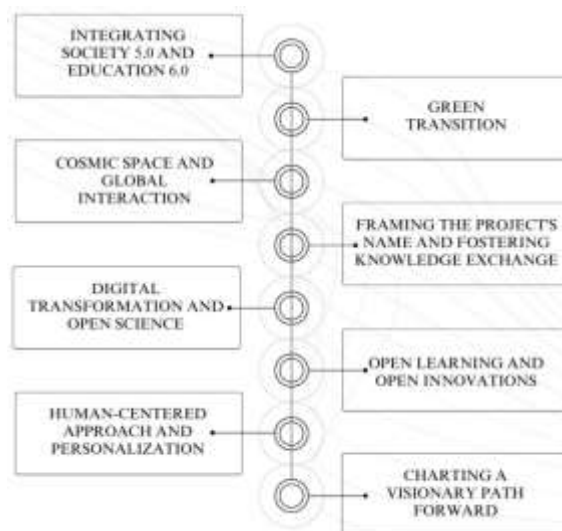 INTEGRATING
SOCIETY 5.0 AND
EDUCATION 6.0
GREEN
TRANSITION
COSMIC SPACE AND
GLOBAL
INTERACTION
FRAMING THE PROJECT'S
NAME AND FOSTERING
KNOWLEDGE EXCHANGE
DIGITAL
TRANSFORMATION AND
OPEN SCIENCE
OPEN LEARNING AND
OPEN INNOVATIONS
HUMAN-CENTERED
APPROACH AND
PERSONALIZATION
CHARTING A
VISIONARY PATH
FORWARD